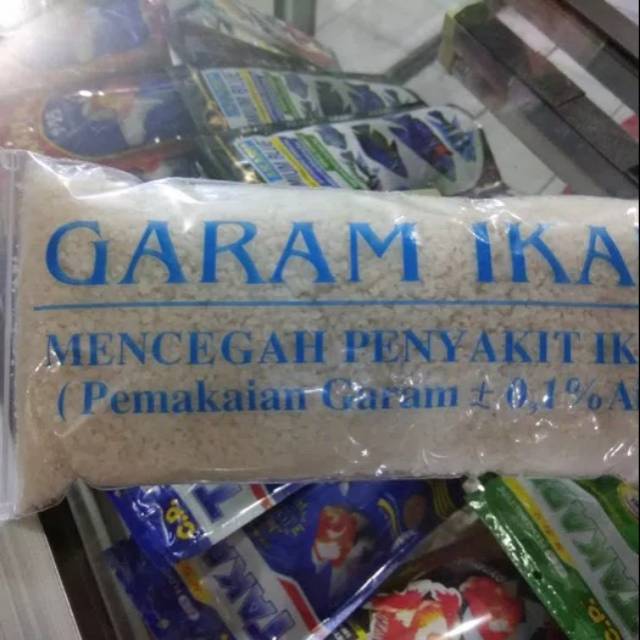 GARAM IKA
MENCEGAH PENYAKIT IK
(Pemakaian Garam ± 0,1% A